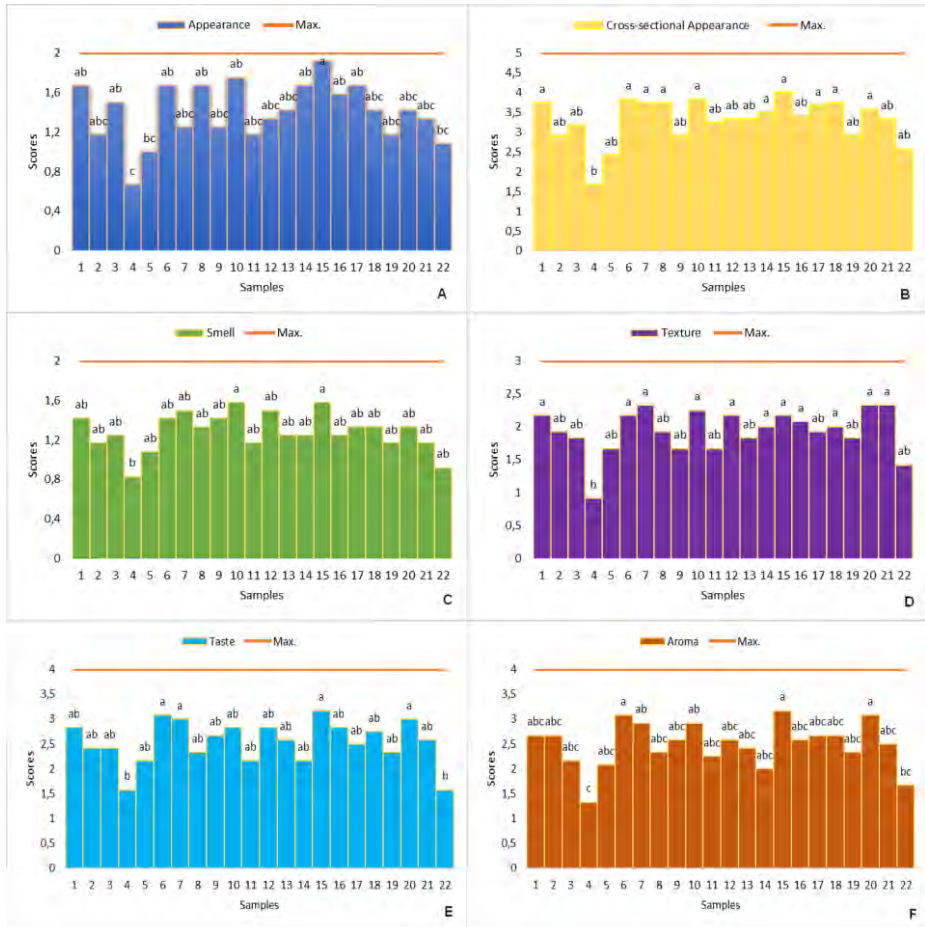 Appearance Max.
2
1,6
1,2
0,8
0,4
0
Scores
ab abc ab c bc ab abc ab abc ab abc abc abc ab a ab ab abc abc abc abc bc
1 2 3 4 5 6 7 8 9 10 11 12 13 14 15 16 17 18 19 20 21 22
Samples
A
Cross-sectional Appearance Max.
5
4,5
4
3,5
3
2,5
2
1,5
1
0,5
0
Scores
a ab ab b ab a a a ab a ab ab ab a a ab a a ab a ab ab
1 2 3 4 5 6 7 8 9 10 11 12 13 14 15 16 17 18 19 20 21 22
Samples
B
Smell Max.
2
1,6
1,2
0,8
0,4
0
Scores
ab ab ab b ab ab ab ab ab a ab ab ab ab a ab ab ab ab ab ab ab
1 2 3 4 5 6 7 8 9 10 11 12 13 14 15 16 17 18 19 20 21 22
Samples
C
Texture Max.
3
2,5
2
1,5
1
0,5
0
Scores
a ab ab b ab a a ab ab a ab a ab a a a ab a ab a a ab
1 2 3 4 5 6 7 8 9 10 11 12 13 14 15 16 17 18 19 20 21 22
Samples
D
Taste Max.
4
3,5
3
2,5
2
1,5
1
0,5
0
Scores
ab ab ab b ab a a ab ab ab ab ab ab ab a ab ab ab ab a ab b
1 2 3 4 5 6 7 8 9 10 11 12 13 14 15 16 17 18 19 20 21 22
Samples
E
Aroma Max.
4
3,5
3
2,5
2
1,5
1
0,5
0
Scores
abc abc abc c abc a ab abc abc ab abc abc abc abc a abc abc abc abc a abc bc
1 2 3 4 5 6 7 8 9 10 11 12 13 14 15 16 17 18 19 20 21 22
Samples
F